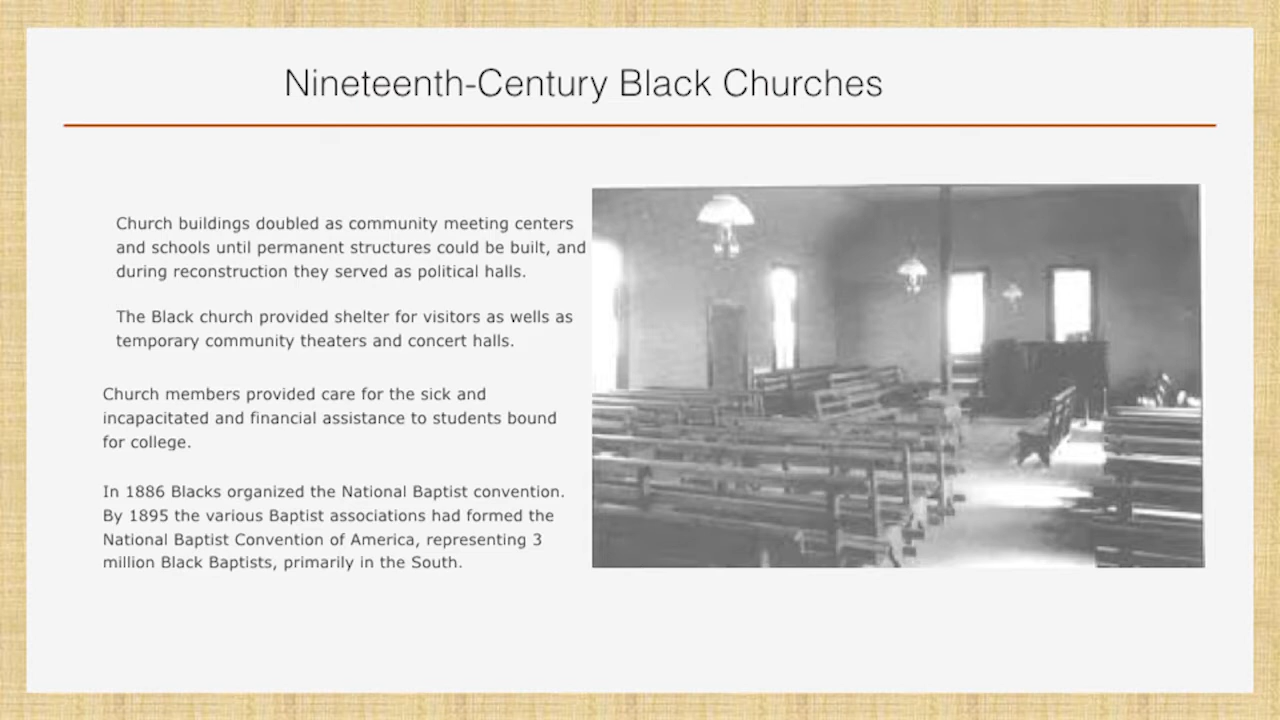 Nineteenth-Century Black Churches
Church buildings doubled as community meeting centers
and schools until permanent structures could be built, and
during reconstruction they served as political halls.
The Black church provided shelter for visitors as wells as
temporary community theaters and concert halls.
Church members provided care for the sick and
incapacitated and financial assistance to students bound
for college.
In 1886 Blacks organized the National Baptist convention.
By 1895 the various Baptist associations had formed the
National Baptist Convention of America, representing 3
million Black Baptists, primarily in the South.